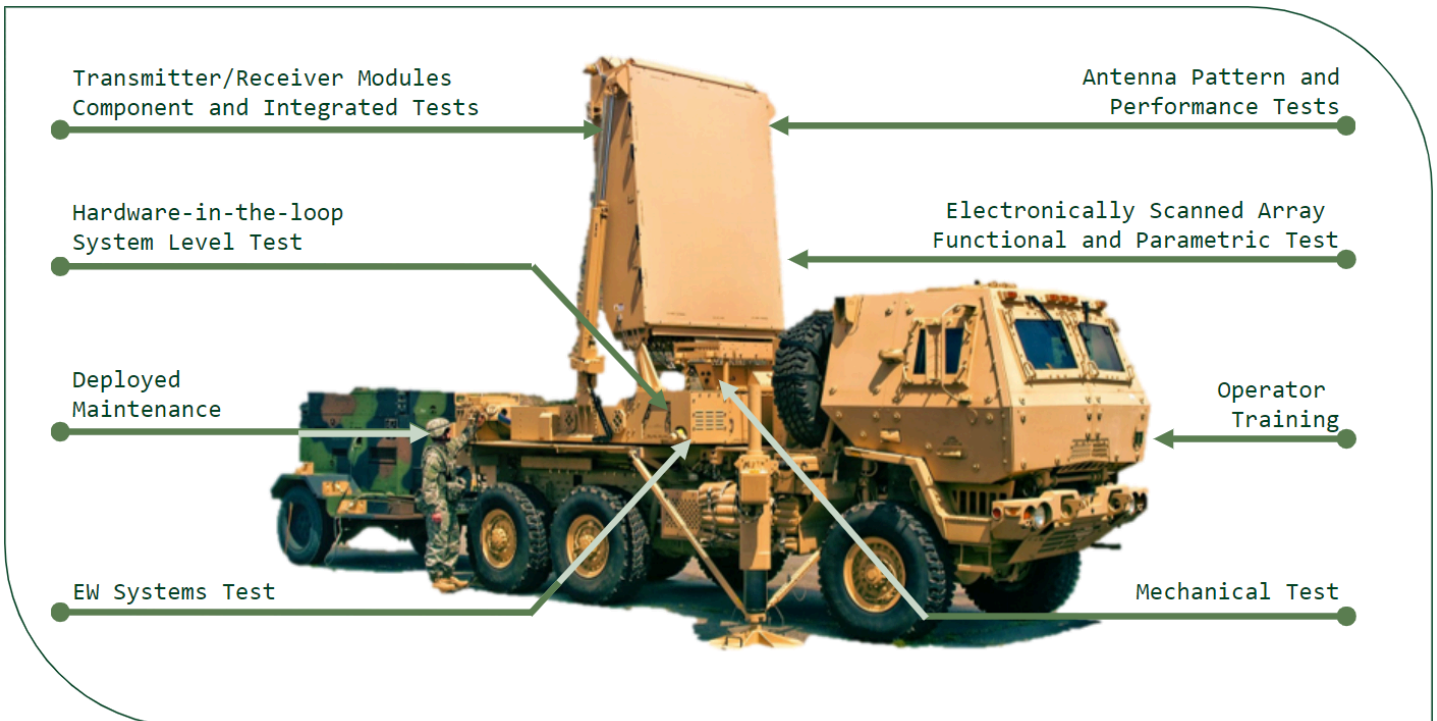 Transmitter/Receiver Modules
Component and Integrated Tests
Antenna Pattern and
Performance Tests
Hardware-in-the-loop
System Level Test
Electronically Scanned Array
Functional and Parametric Test
Deployed
Maintenance
Operator
Training
EW Systems Test
Mechanical Test